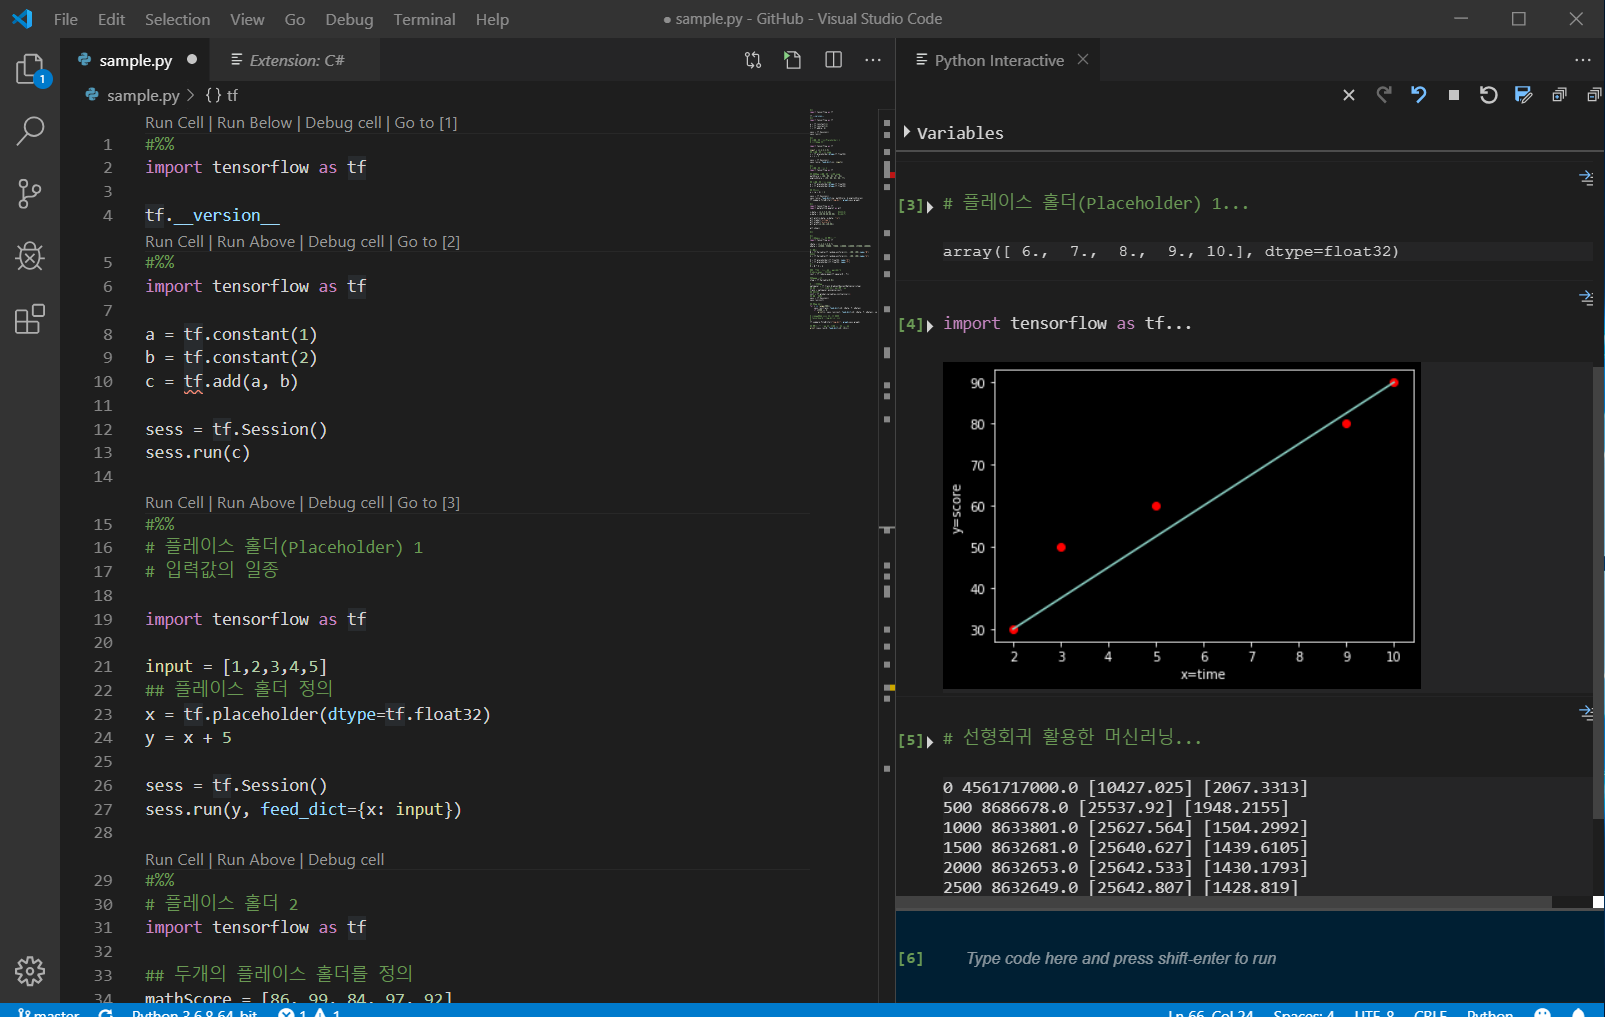 File Edit Selection View Go Debug Terminal Help
● sample.py - GitHub - Visual Studio Code
1
sample.py ●
Extension: C#
sample.py > {} tf
Run Cell | Run Below | Debug cell | Go to [1]
1 #%%
2 import tensorflow as tf
3
4 tf.__version__
Run Cell | Run Above | Debug cell | Go to [2]
5 #%%
6 import tensorflow as tf
7
8 a = tf.constant(1)
9 b = tf.constant(2)
10 c = tf.add(a, b)
11
12 sess = tf.Session()
13 sess.run(c)
14
Run Cell | Run Above | Debug cell | Go to [3]
15 #%%
16 # 플레이스 홀더(Placeholder) 1
17 # 입력값의 일종
18
19 import tensorflow as tf
20
21 input = [1,2,3,4,5]
22 ## 플레이스 홀더 정의
23 x = tf.placeholder(dtype=tf.float32)
24 y = x + 5
25
26 sess = tf.Session()
27 sess.run(y, feed_dict={x: input})
28
Run Cell | Run Above | Debug cell
29 #%%
30 # 플레이스 홀더 2
31 import tensorflow as tf
32
33 ## 두개의 플레이스 홀더를 정의
34 mathScore = [86, 99, 84, 97, 92]
Python Interactive
Variables
[3] # 플레이스 홀더(Placeholder) 1...
array([ 6.,  7.,  8.,  9., 10.], dtype=float32)
[4] import tensorflow as tf...
90
80
70
60
50
40
30
y=score
2 3 4 5 6 7 8 9 10
x=time
[5] # 선형회귀 활용한 머신러닝...
0 4561717000.0 [10427.025] [2067.3313]
500 8686678.0 [25537.92] [1948.2155]
1000 8633801.0 [25627.564] [1504.2992]
1500 8632681.0 [25640.627] [1439.6105]
2000 8632653.0 [25642.533] [1430.1793]
2500 8632649.0 [25642.807] [1428.819]
[6] Type code here and press shift-enter to run
master Python 3.6.8 64-bit 1 1 Ln 66, Col 24 Spaces: 4 UTF-8 CRLF Python